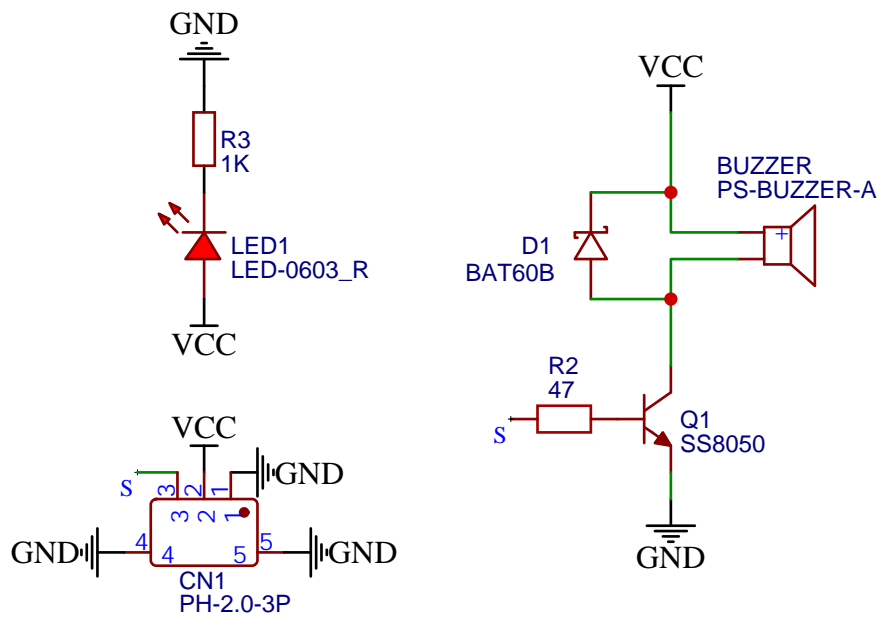 GND
R3
1K
LED1
LED-0603_R
VCC
VCC
BUZZER
PS-BUZZER-A
+
D1
BAT60B
R2
47
S
Q1
SS8050
GND
VCC
S
3
2
1
GND
3
2
1
GND
4
4
5
5
GND
CN1
PH-2.0-3P